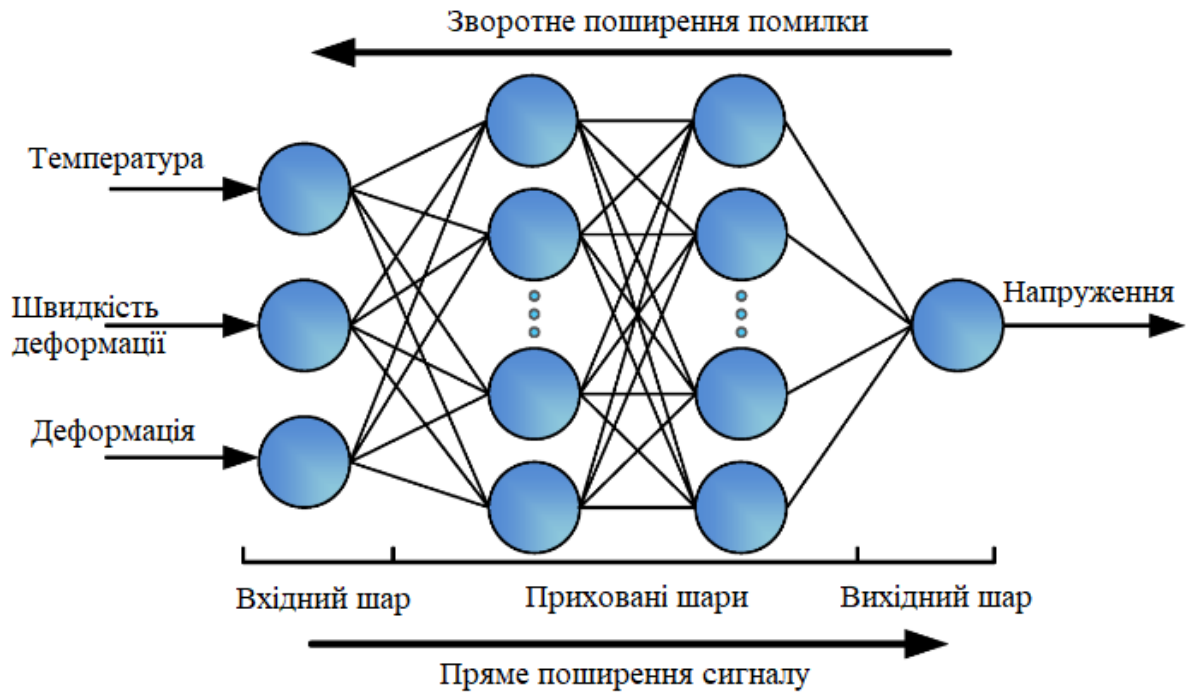 Зворотне поширення помилки
Температура
Швидкість
деформації
Деформація
Напруження
Вхідний шар
Приховані шари
Вихідний шар
Пряме поширення сигналу